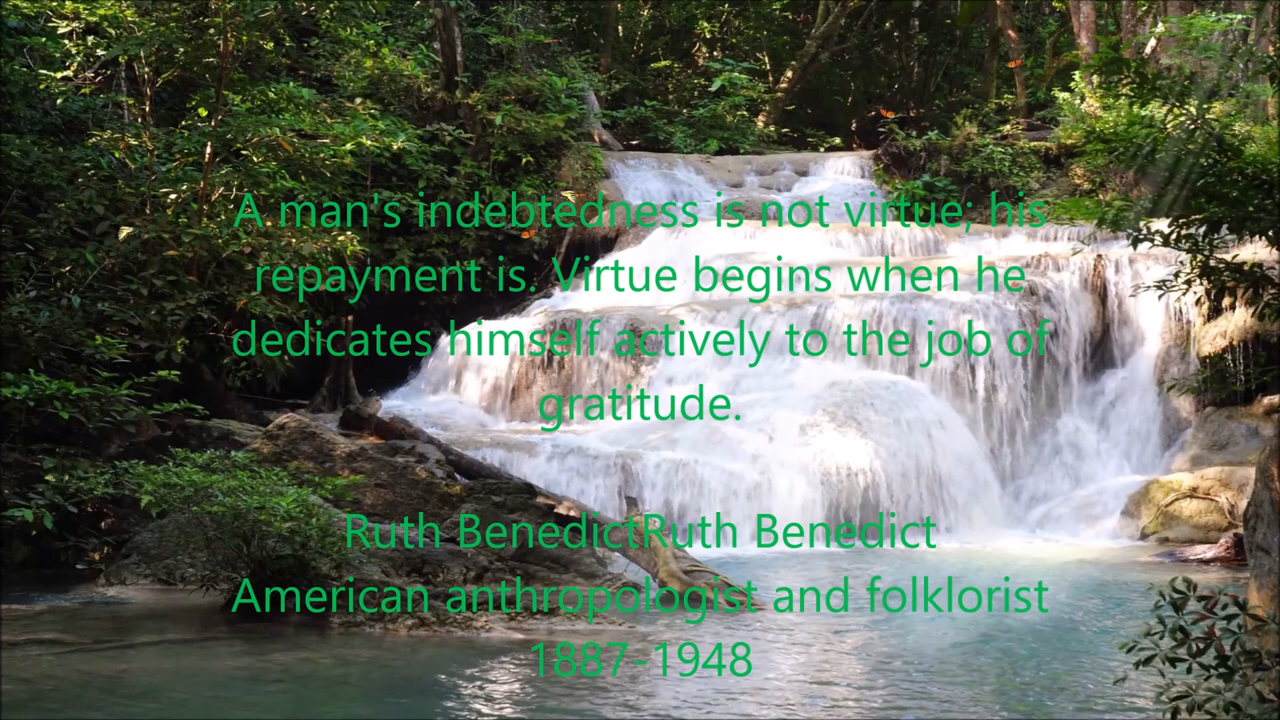 A man's indebtedness is not virtue; his
repayment is. Virtue begins when he
dedicates himself actively to the job of
gratitude.
Ruth BenedictRuth Benedict
American anthropologist and folklorist
1887-1948